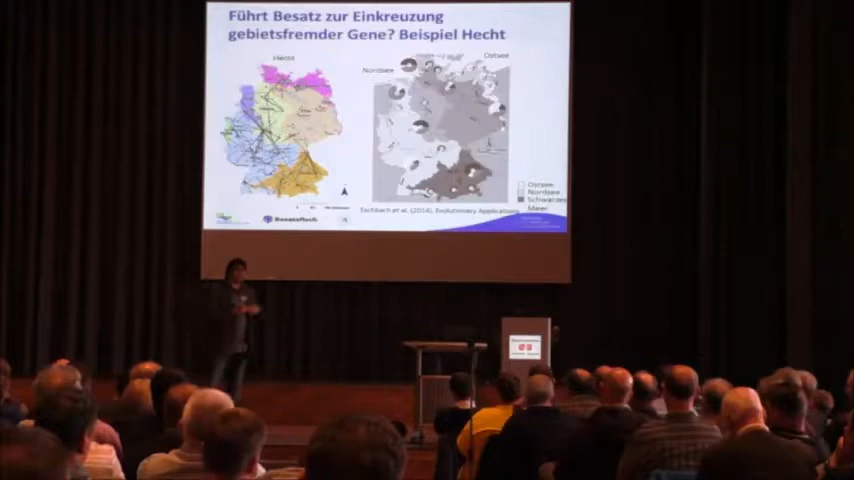 Führt Besatz zur Einkreuzung
gebietsfremder Gene? Beispiel Hecht
Hecht
Nordsee
Ostsee
Ostsee
Nordsee
Schwarzes
Meer
Besatzfisch
et al. (2014), Evolutionary Applications